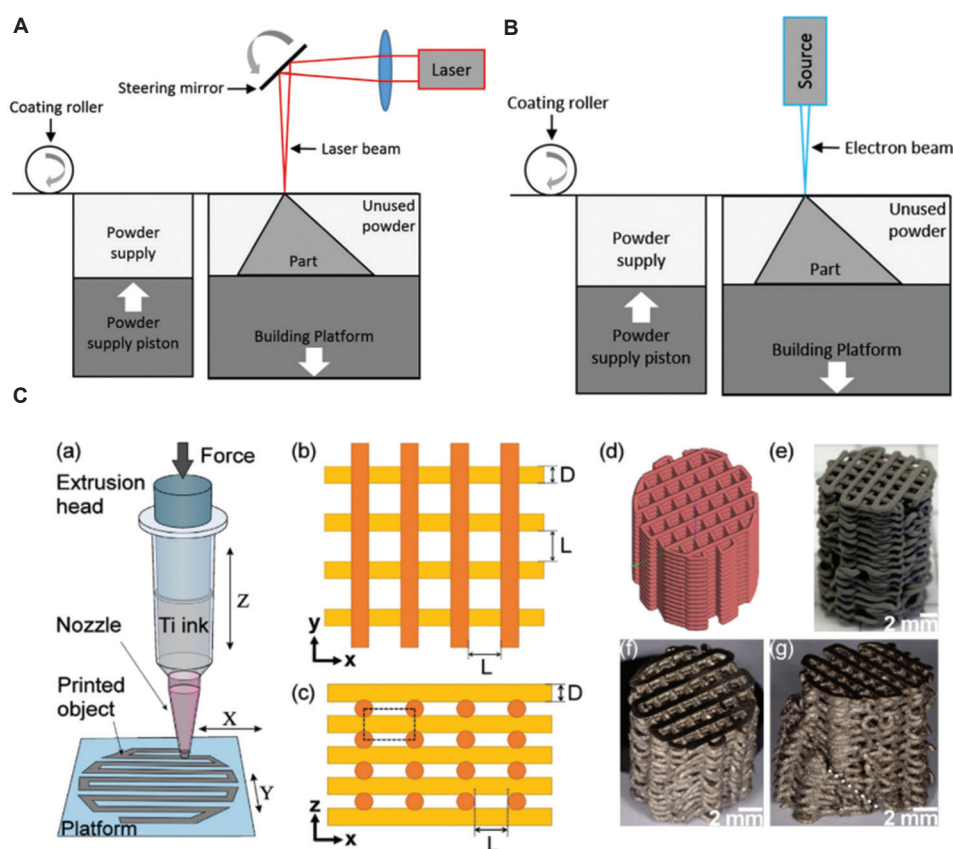 A
Laser
Steering mirror
Coating roller
Laser beam
Unused
powder
Powder
supply
Part
Powder
supply piston
Building Platform
B
Source
Coating roller
Electron beam
Unused
powder
Powder
supply
Part
Powder
supply piston
Building Platform
C
(a)
Force
Extrusion
head
Z
Ti ink
Nozzle
Printed
object
X
Y
Platform
(b)
D
L
y
x
L
(c)
D
z
x
L
(d)
(e)
2 mm
(f)
2 mm
(g)
2 mm